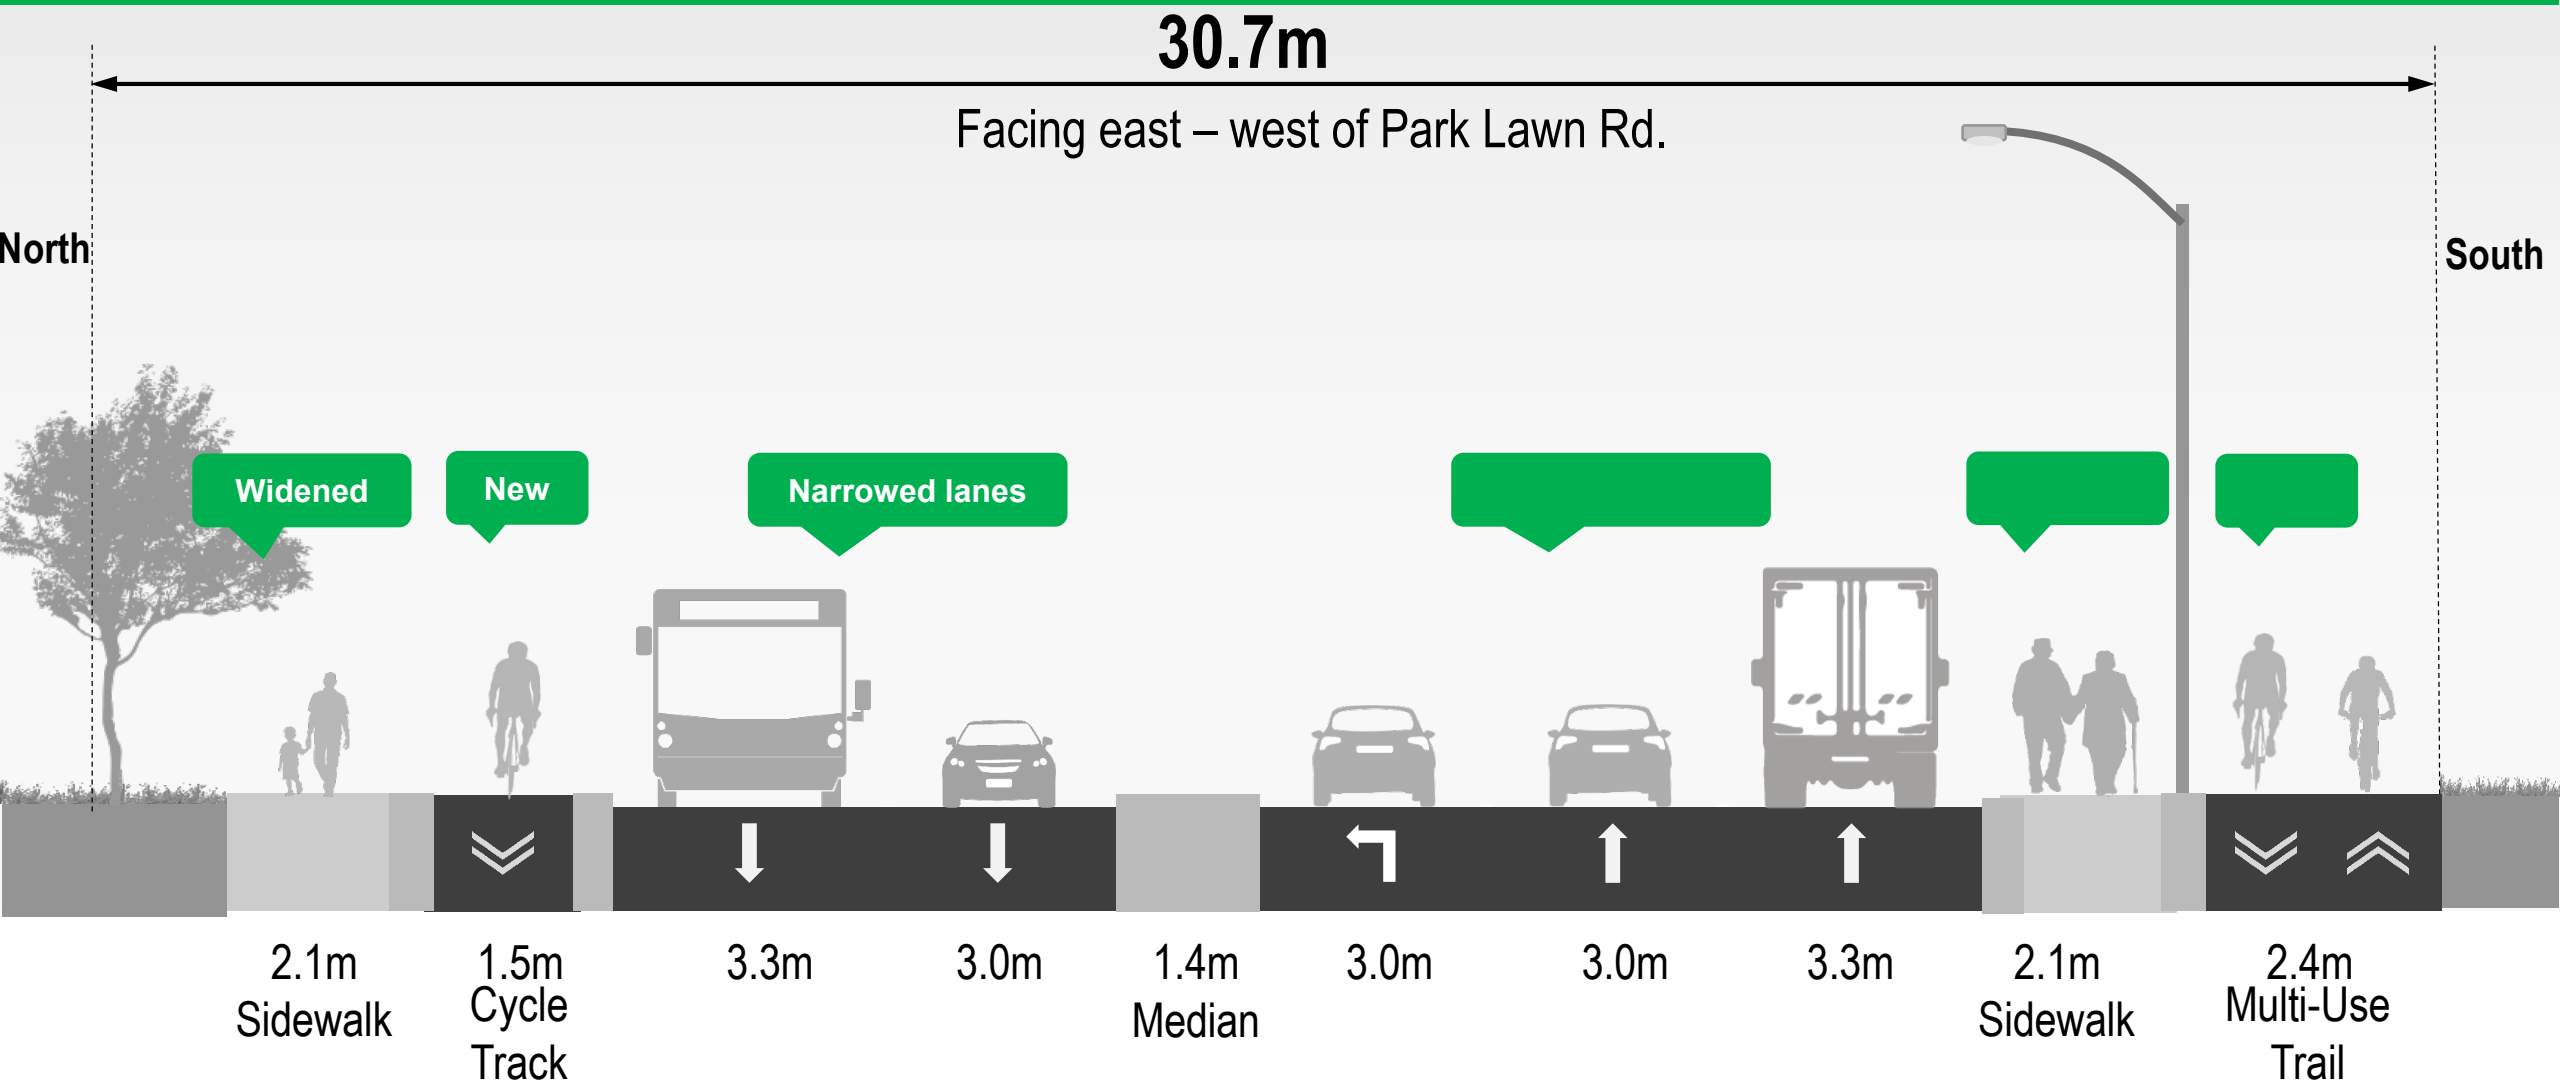 30.7m
Facing east – west of Park Lawn Rd.
North
South
Widened
New
Narrowed lanes
2.1m
Sidewalk
1.5m
Cycle
Track
3.3m
3.0m
1.4m
Median
3.0m
3.0m
3.3m
2.1m
Sidewalk
2.4m
Multi-Use
Trail